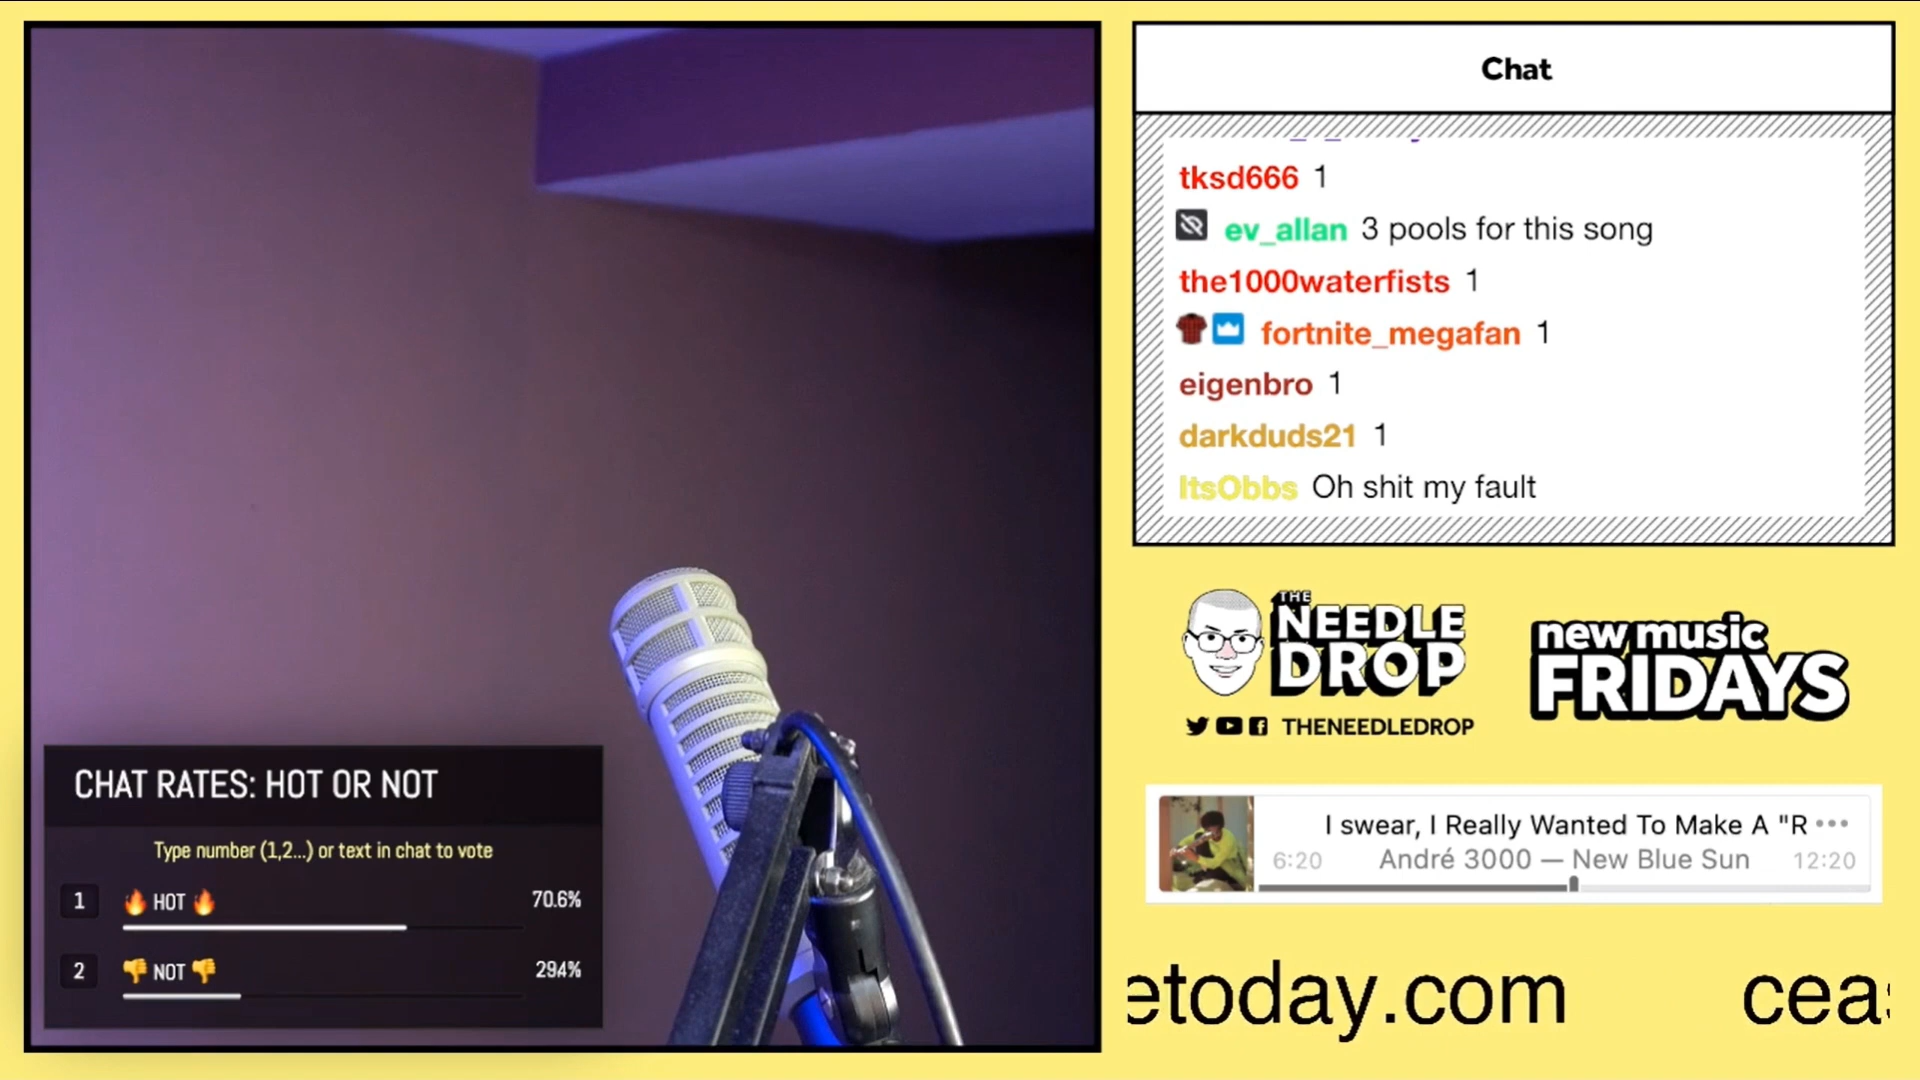 Chat
tksd666 1
ev_allan 3 pools for this song
the1000waterfists 1
fortnite_megafan 1
eigenbro 1
darkduds21 1
ItsObbs Oh shit my fault
THE
NEEDLE
DROP
THENEEDLEDROP
new music
FRIDAYS
CHAT RATES: HOT OR NOT
Type number (1,2...) or text in chat to vote
1 🔥 HOT 🔥 70.6%
2 👎 NOT 👎 29.4%
I swear, I Really Wanted To Make A "R •••
6:20 André 3000 — New Blue Sun 12:20
etoday.com ceas